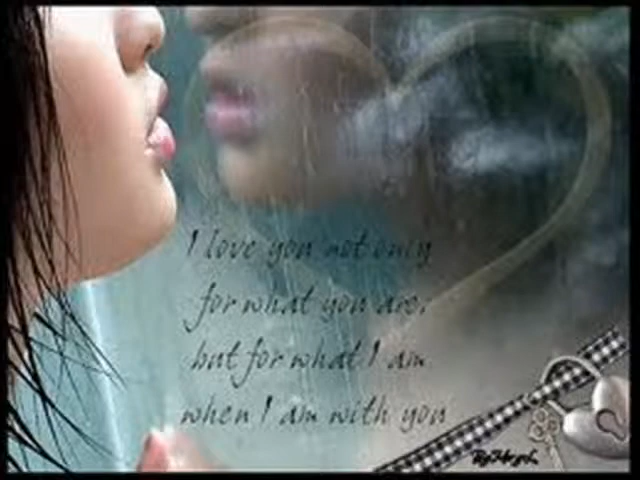 I love you not only
for what you are,
but for what I am
when I am with you